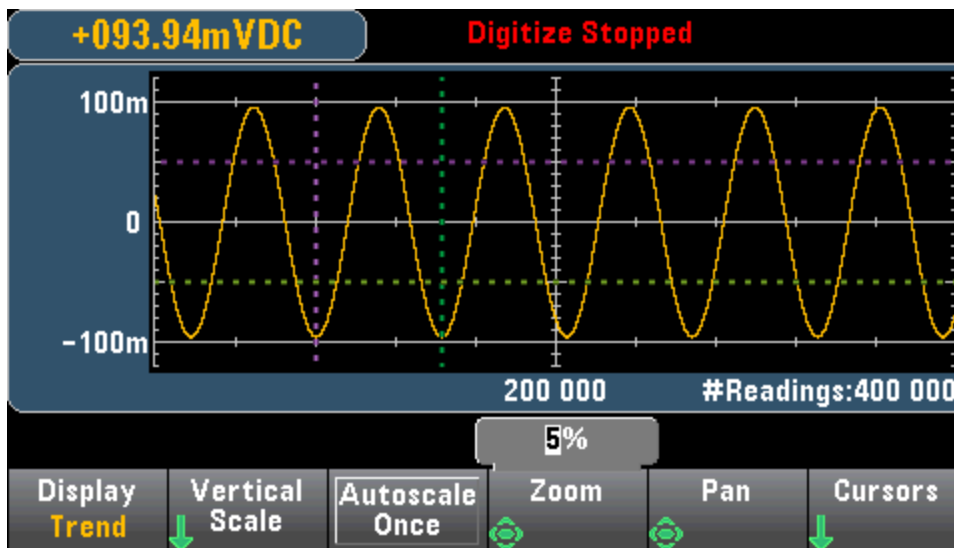 +093.94mVDC
Digitize Stopped
100m
0
-100m
200 000
#Readings:400 000
5%
Display
Trend
Vertical
Scale
Autoscale
Once
Zoom
Pan
Cursors